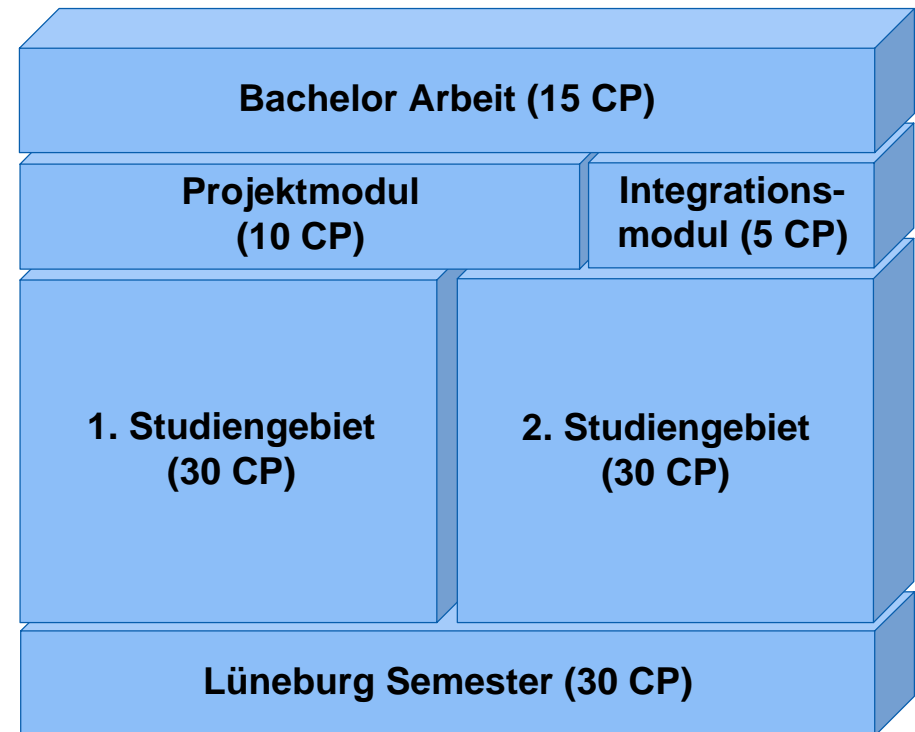 Bachelor Arbeit (15 CP)
Projektmodul
(10 CP)
Integrations-
modul (5 CP)
1. Studiengebiet
(30 CP)
2. Studiengebiet
(30 CP)
Lüneburg Semester (30 CP)